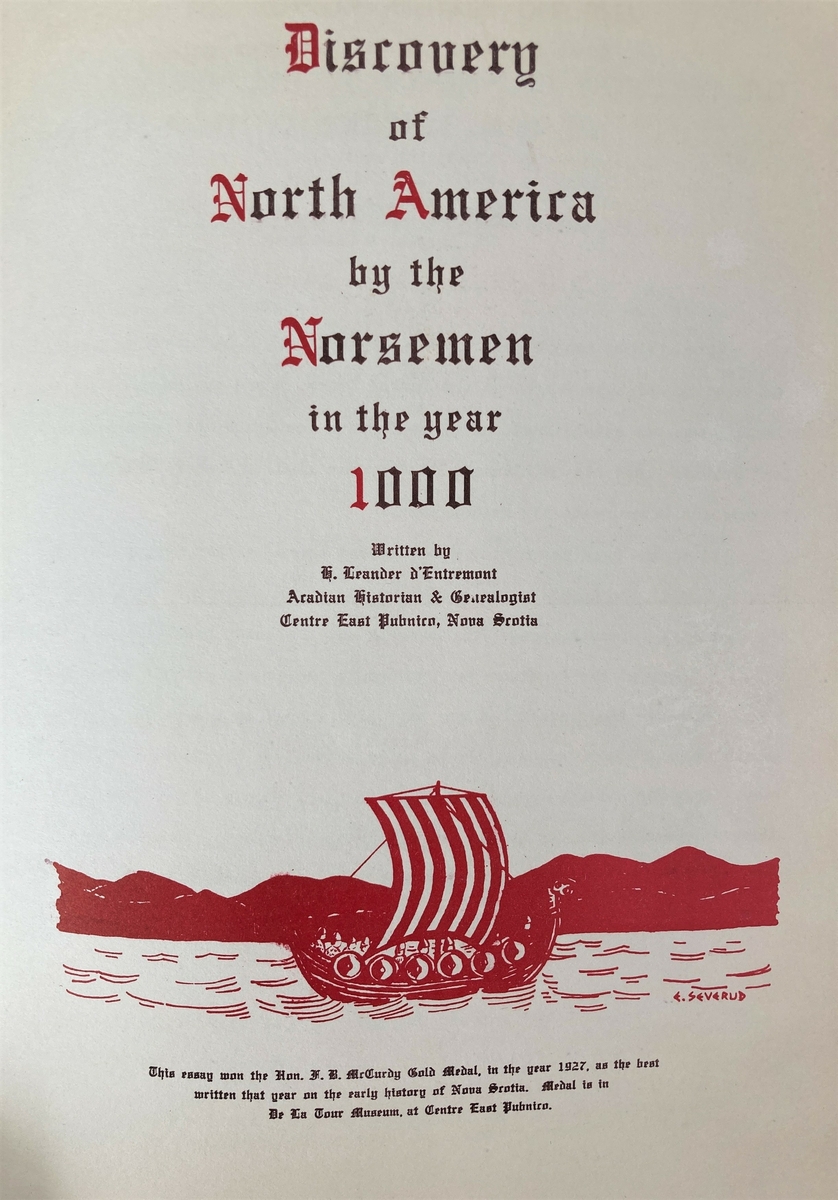 Discovery
of
North America
by the
Norsemen
in the year
1000
Written by
H. Leander d'Entremont
Acadian Historian & Genealogist
Centre East Pubnico, Nova Scotia
E. SEVERUD
This essay won the Hon. F. B. McCurdy Gold Medal, in the year 1927, as the best
written that year on the early history of Nova Scotia. Medal is in
De La Tour Museum, at Centre East Pubnico.